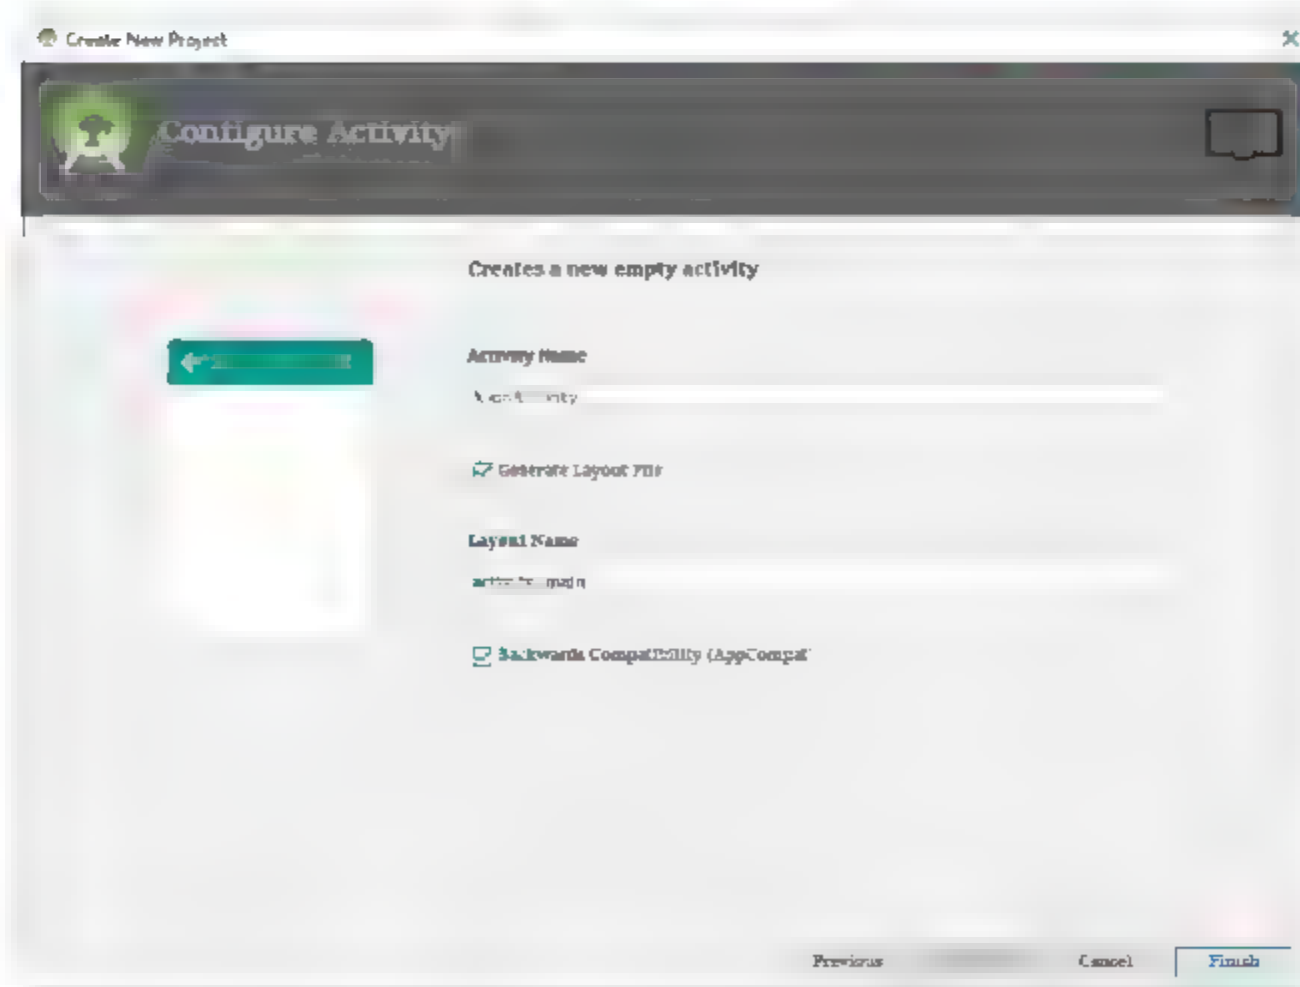 Create New Project
Configure Activity
Creates a new empty activity
Activity Name
Generate Layout File
Layout Name
activity_main
Backwards Compatibility (AppCompat)
Previous
Cancel
Finish